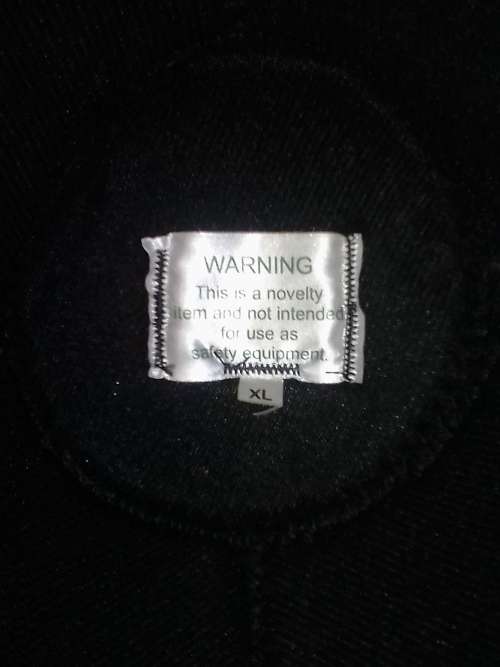 WARNING
This is a novelty
item and not intended
for use as
safety equipment.
XL